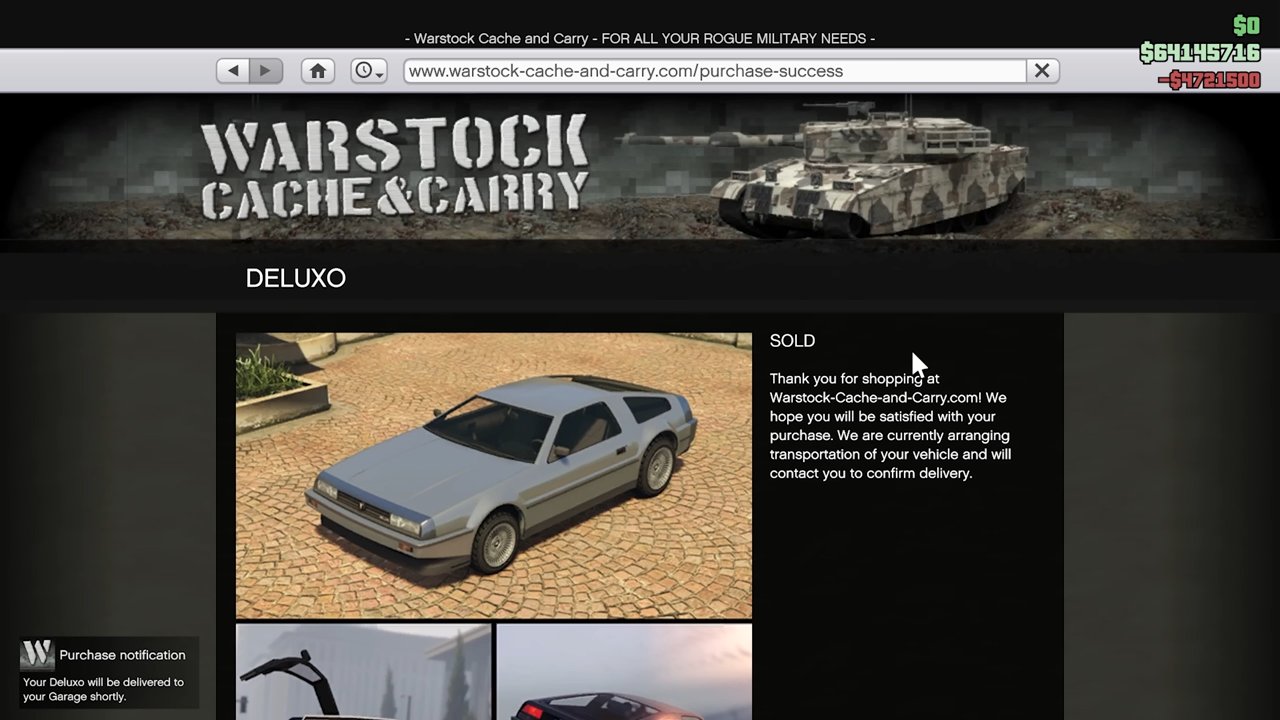 $0
- Warstock Cache and Carry - FOR ALL YOUR ROGUE MILITARY NEEDS -
$64145716
www.warstock-cache-and-carry.com/purchase-success
-$4721500
WARSTOCK
CACHE&CARRY
DELUXO
SOLD
Thank you for shopping at
Warstock-Cache-and-Carry.com! We
hope you will be satisfied with your
purchase. We are currently arranging
transportation of your vehicle and will
contact you to confirm delivery.
W
Purchase notification
Your Deluxo will be delivered to
your Garage shortly.